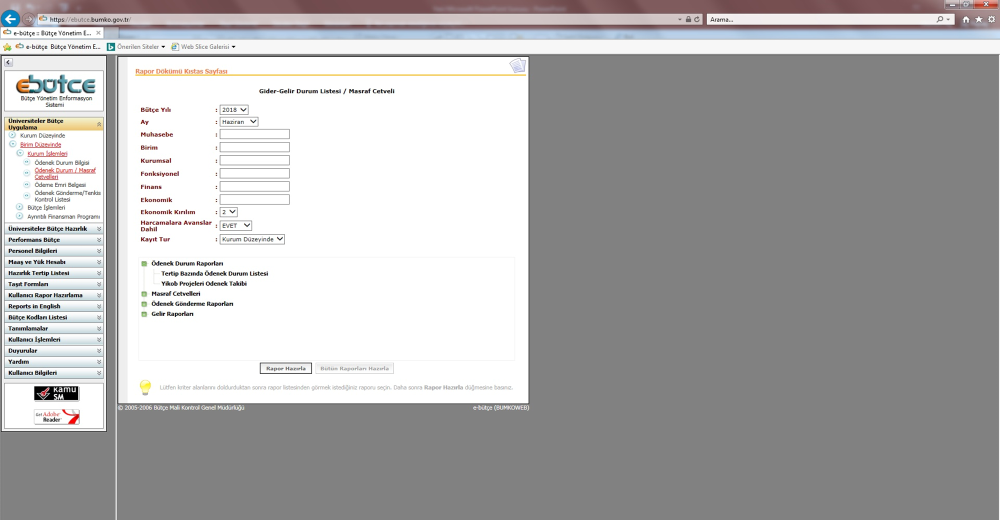 https://ebutce.bumko.gov.tr/
Arama...
e-bütçe :: Bütçe Yönetim E...
e-bütçe Bütçe Yönetim E...
Önerilen Siteler
Web Slice Galerisi
ebütce
Bütçe Yönetim Enformasyon
Sistemi
Üniversiteler Bütçe
Uygulama
Kurum Düzeyinde
Birim Düzeyinde
Kurum İşlemleri
Ödenek Durum Bilgisi
Ödenek Durum / Masraf
Cetvelleri
Ödeme Emri Belgesi
Ödenek Gönderme/Tenkis
Kontrol Listesi
Bütçe İşlemleri
Ayrıntılı Finansman Programı
Üniversiteler Bütçe Hazırlık
Performans Bütçe
Personel Bilgileri
Maaş ve Yük Hesabı
Hazırlık Tertip Listesi
Taşıt Formları
Kullanıcı Rapor Hazırlama
Reports in English
Bütçe Kodları Listesi
Tanımlamalar
Kullanıcı İşlemleri
Duyurular
Yardım
Kullanıcı Bilgileri
Kamu
SM
Get Adobe
Reader
Rapor Dökümü Kıstas Sayfası
Gider-Gelir Durum Listesi / Masraf Cetveli
Bütçe Yılı : 2018
Ay : Haziran
Muhasebe :
Birim :
Kurumsal :
Fonksiyonel :
Finans :
Ekonomik :
Ekonomik Kırılım : 2
Harcamalara Avanslar
Dahil : EVET
Kayıt Tur : Kurum Düzeyinde
Ödenek Durum Raporları
Tertip Bazında Ödenek Durum Listesi
Yikob Projeleri Odenek Takibi
Masraf Cetvelleri
Ödenek Gönderme Raporları
Gelir Raporları
Rapor Hazırla
Bütün Raporları Hazırla
Lütfen kriter alanlarını doldurduktan sonra rapor listesinden görmek istediğiniz raporu seçin. Daha sonra Rapor Hazırla düğmesine basınız.
© 2005-2006 Bütçe Mali Kontrol Genel Müdürlüğü
e-bütçe (BUMKOWEB)